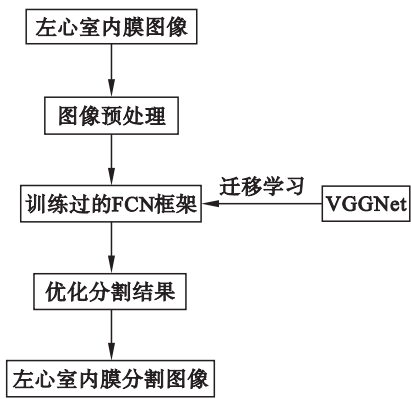 左心室内膜图像
图像预处理
迁移学习
训练过的FCN框架
VGGNet
优化分割结果
左心室内膜分割图像